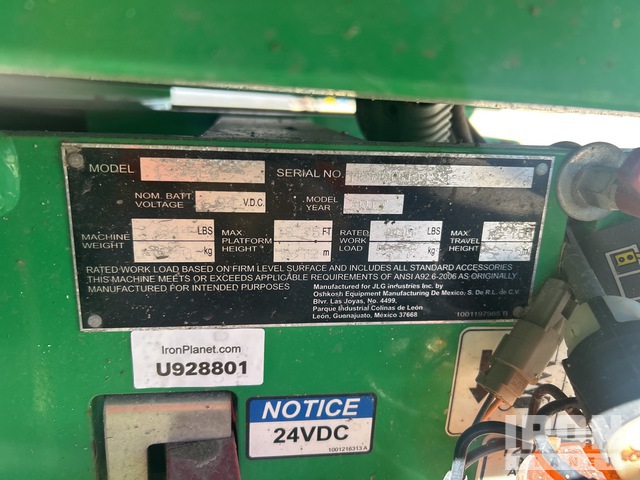 MODEL SERIAL NO.
NOM. BATT. VOLTAGE V.D.C. MODEL YEAR
MACHINE WEIGHT LBS kg MAX PLATFORM HEIGHT FT m RATED WORK LOAD LBS kg MAX TRAVEL HEIGHT
RATED WORK LOAD BASED ON FIRM LEVEL SURFACE AND INCLUDES ALL STANDARD ACCESSORIES
THIS MACHINE MEETS OR EXCEEDS APPLICABLE REQUIREMENTS OF ANSI A92.6-2006 AS ORIGINALLY
MANUFACTURED FOR INTENDED PURPOSES
Manufactured for JLG industries Inc. by
Oshkosh Equipment Manufacturing De Mexico, S. De R.L. de C.V.
Blvr. Las Joyas, No. 4499.
Parque Industrial Colinas de León
León, Guanajuato, Mexico 37668
1001197985 B
IronPlanet.com
U928801
NOTICE
24VDC
1001216313 A
IRON